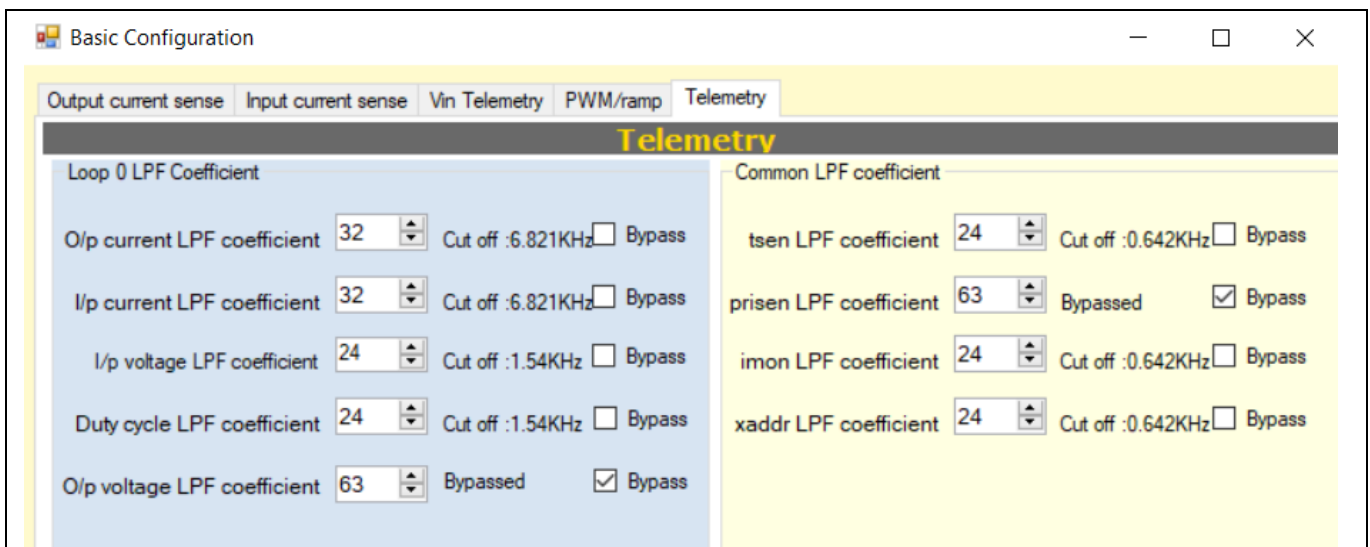 Basic Configuration
Output current sense Input current sense Vin Telemetry PWM/ramp Telemetry
Telemetry
Loop 0 LPF Coefficient
O/p current LPF coefficient 32 Cut off :6.821KHz Bypass
I/p current LPF coefficient 32 Cut off :6.821KHz Bypass
I/p voltage LPF coefficient 24 Cut off :1.54KHz Bypass
Duty cycle LPF coefficient 24 Cut off :1.54KHz Bypass
O/p voltage LPF coefficient 63 Bypassed Bypass
Common LPF coefficient
tsen LPF coefficient 24 Cut off :0.642KHz Bypass
prisen LPF coefficient 63 Bypassed Bypass
imon LPF coefficient 24 Cut off :0.642KHz Bypass
xaddr LPF coefficient 24 Cut off :0.642KHz Bypass